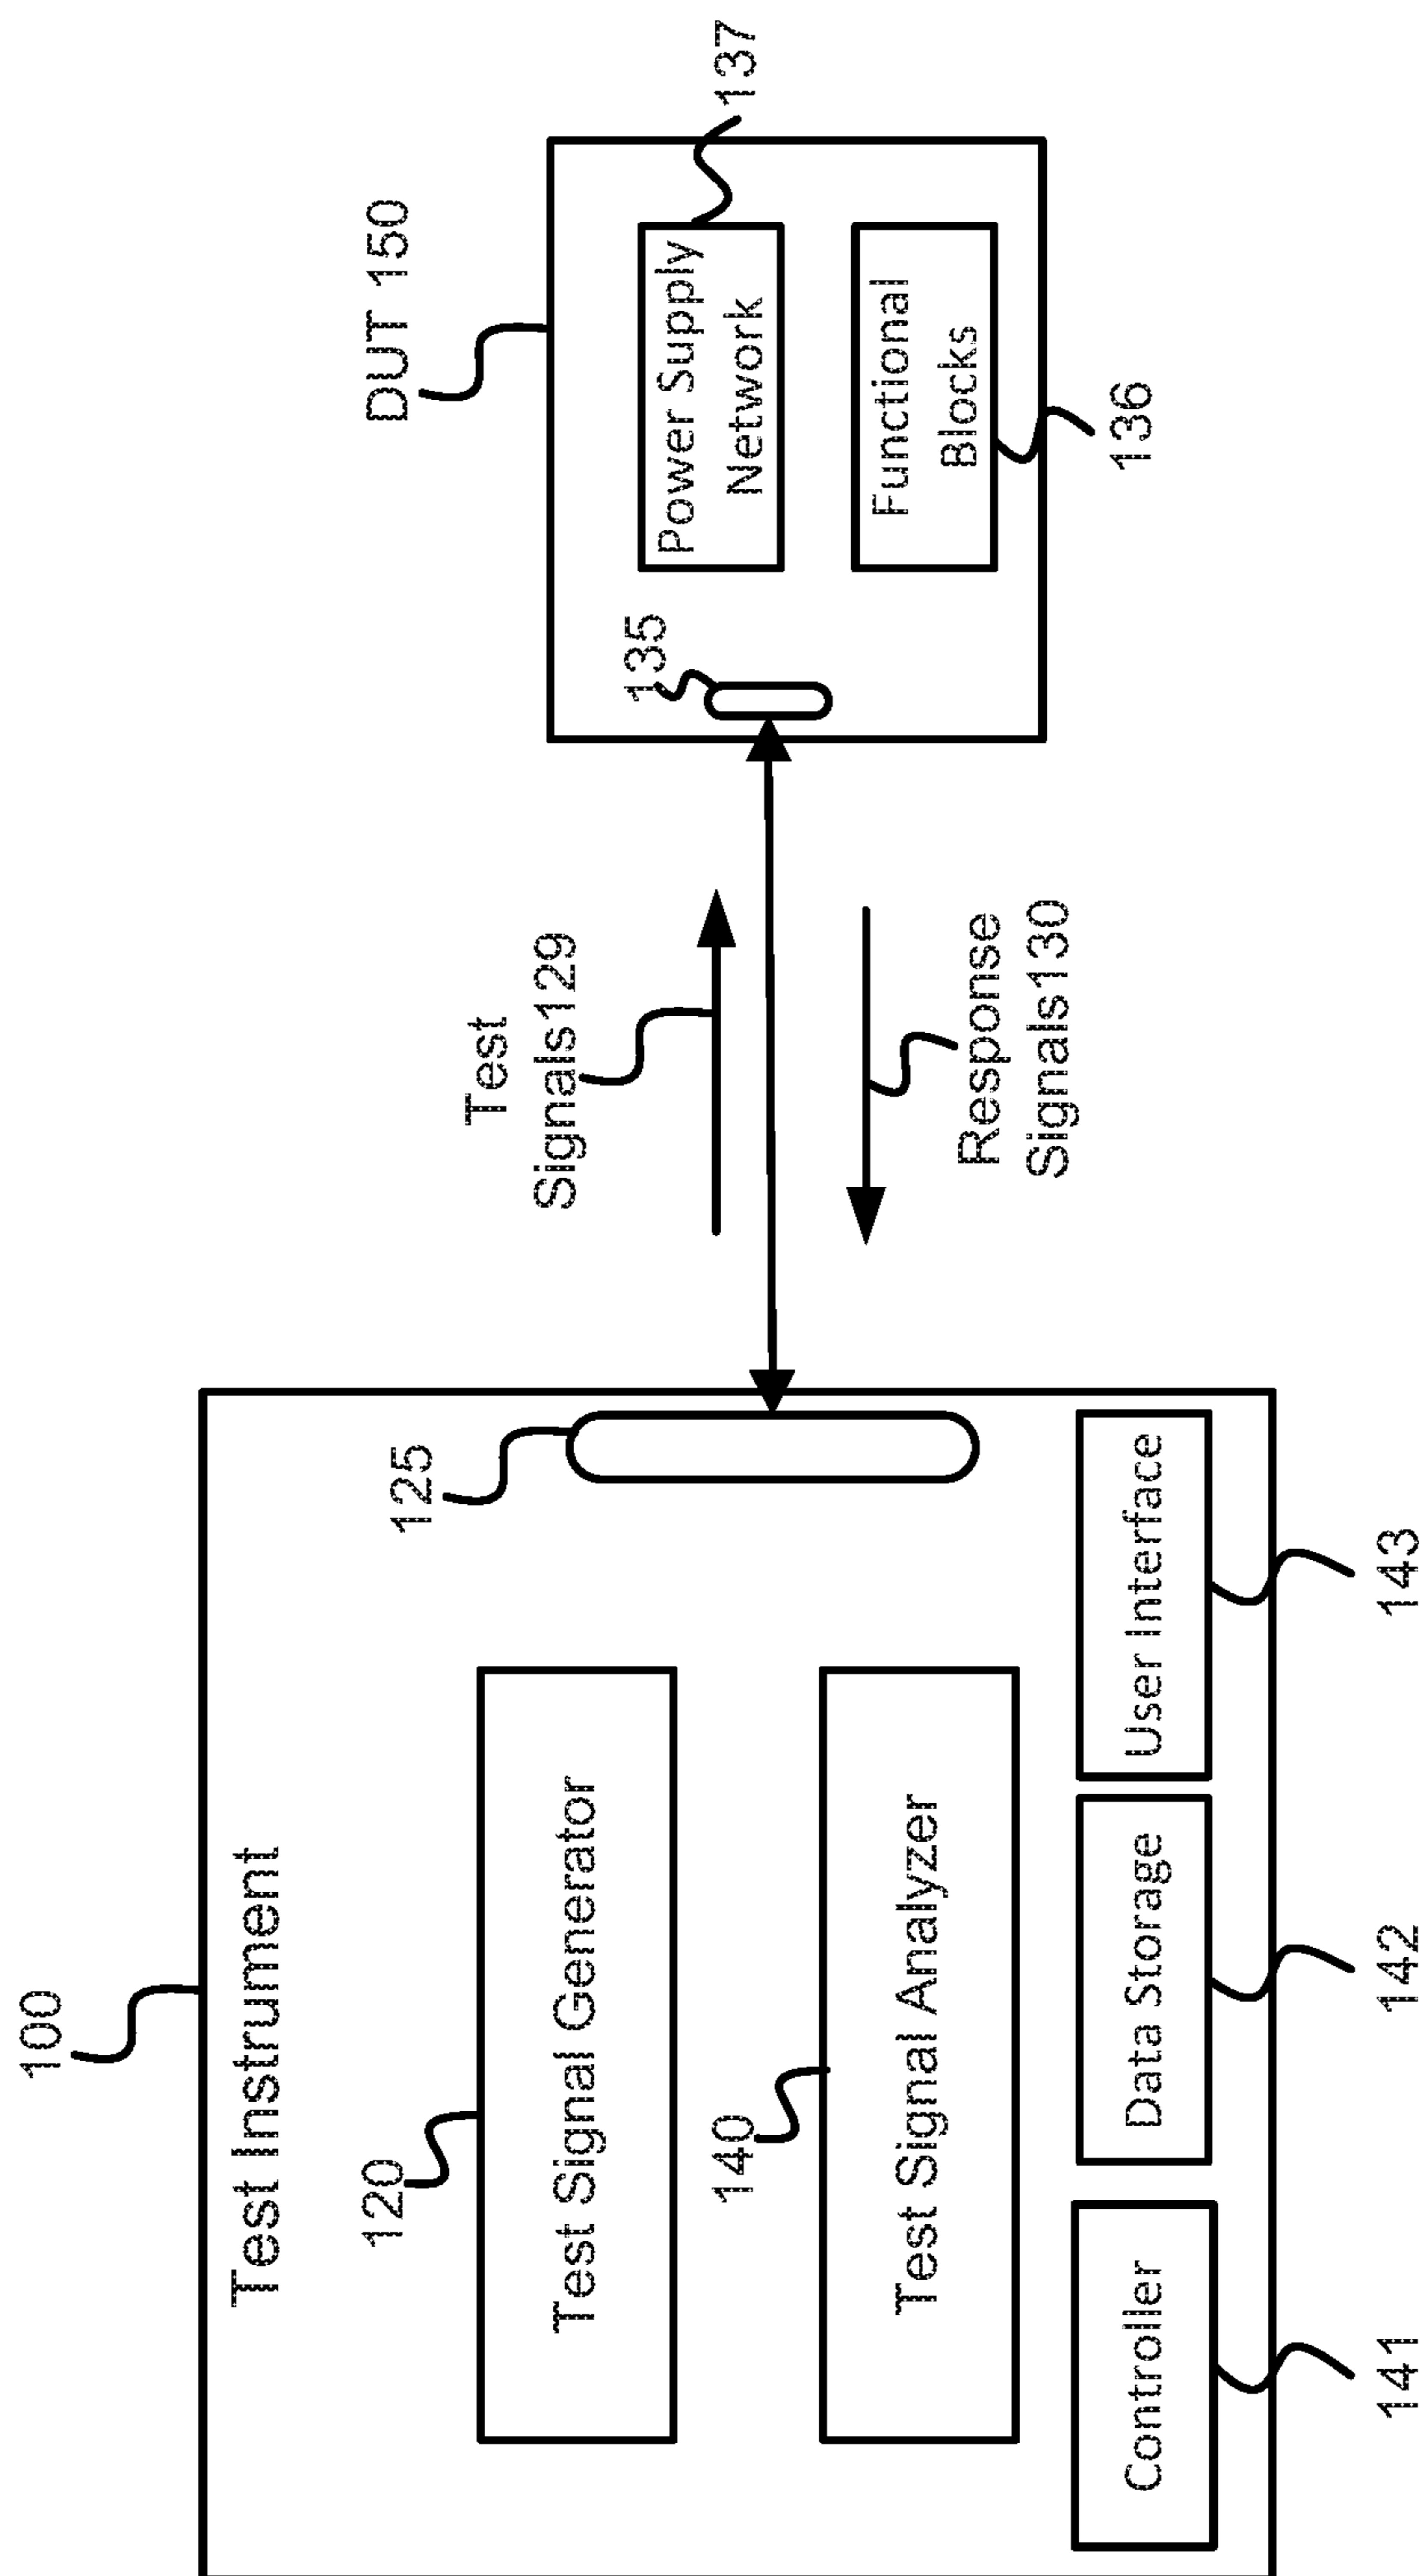 100
Test Instrument
120
Test Signal Generator
140
Test Signal Analyzer
Controller
141
Data Storage
142
User Interface
143
125
Test
Signals129
Response
Signals130
DUT 150
135
Power Supply
Network
137
Functional
Blocks
136